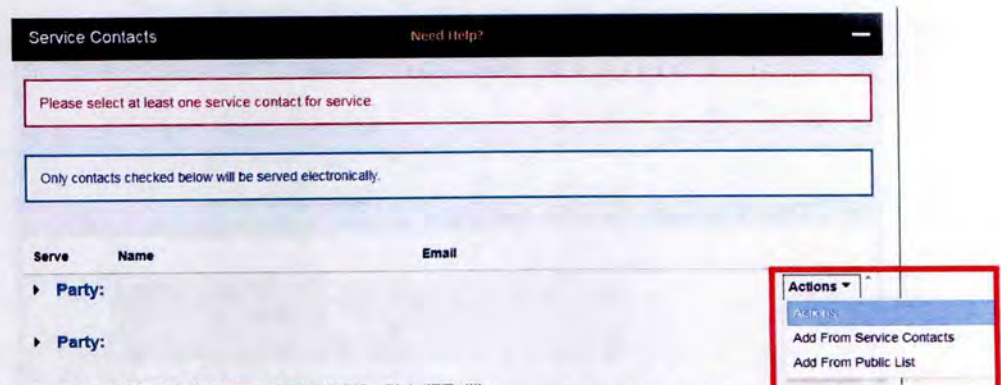 Service Contacts Need Help?
Please select at least one service contact for service.
Only contacts checked below will be served electronically.
Serve Name Email
Party:
Actions
Actions
Add From Service Contacts
Party:
Add From Public List